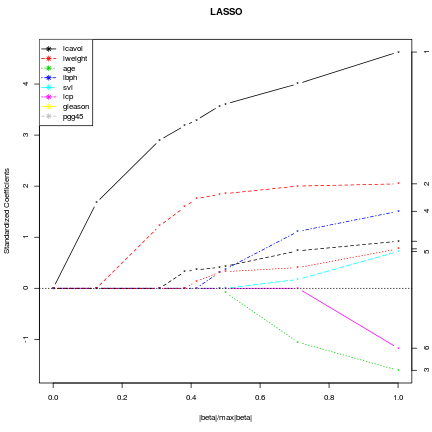 LASSO
lcavol
lweight
age
lbph
svi
lcp
gleason
pgg45
Standardized Coefficients
4
3
2
1
0
-1
1
2
4
5
6
3
0.0 0.2 0.4 0.6 0.8 1.0
|beta|/max|beta|